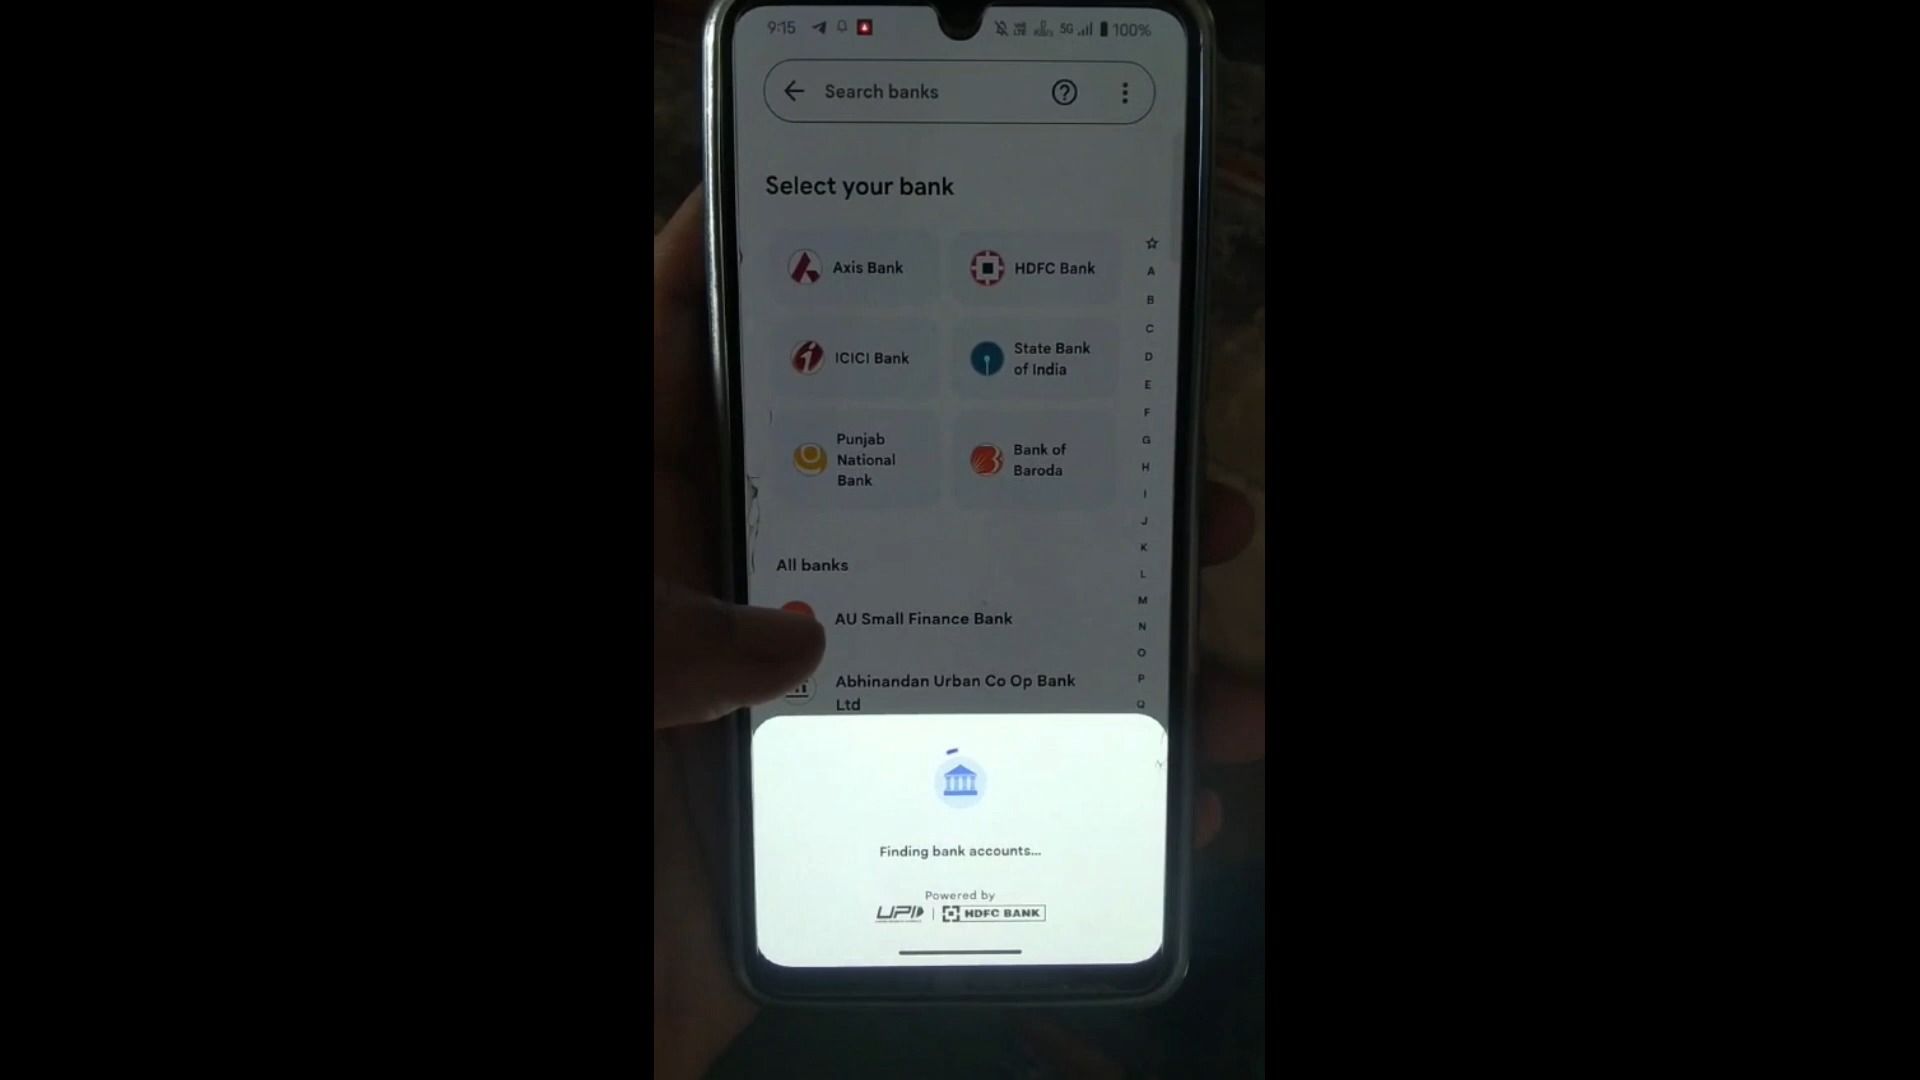 9:15
5G 100%
Search banks
Select your bank
Axis Bank
HDFC Bank
ICICI Bank
State Bank
of India
Punjab
National
Bank
Bank of
Baroda
A
B
C
D
E
F
G
H
I
J
K
L
M
N
O
P
Q
All banks
AU Small Finance Bank
Abhinandan Urban Co Op Bank
Ltd
Finding bank accounts...
Powered by
UPI | HDFC BANK